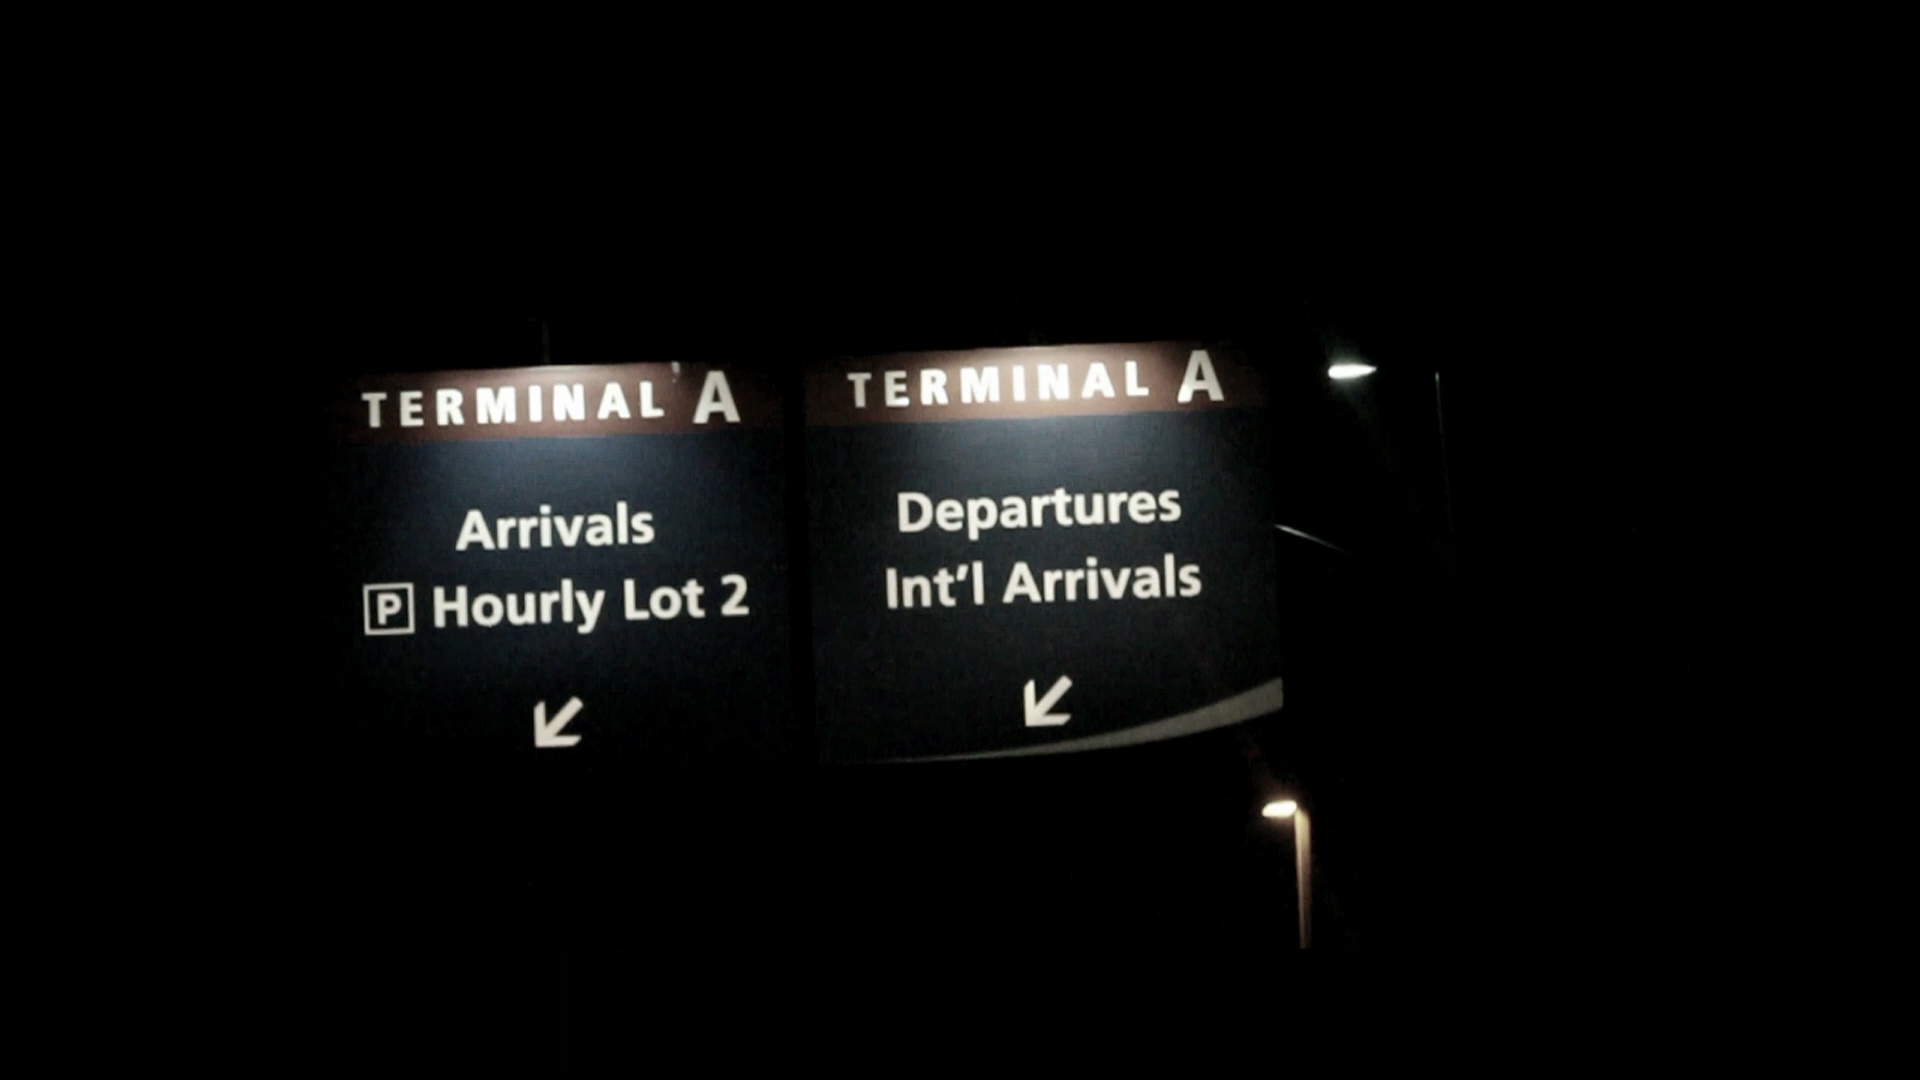 TERMINAL A
Arrivals
P Hourly Lot 2
TERMINAL A
Departures
Int'l Arrivals